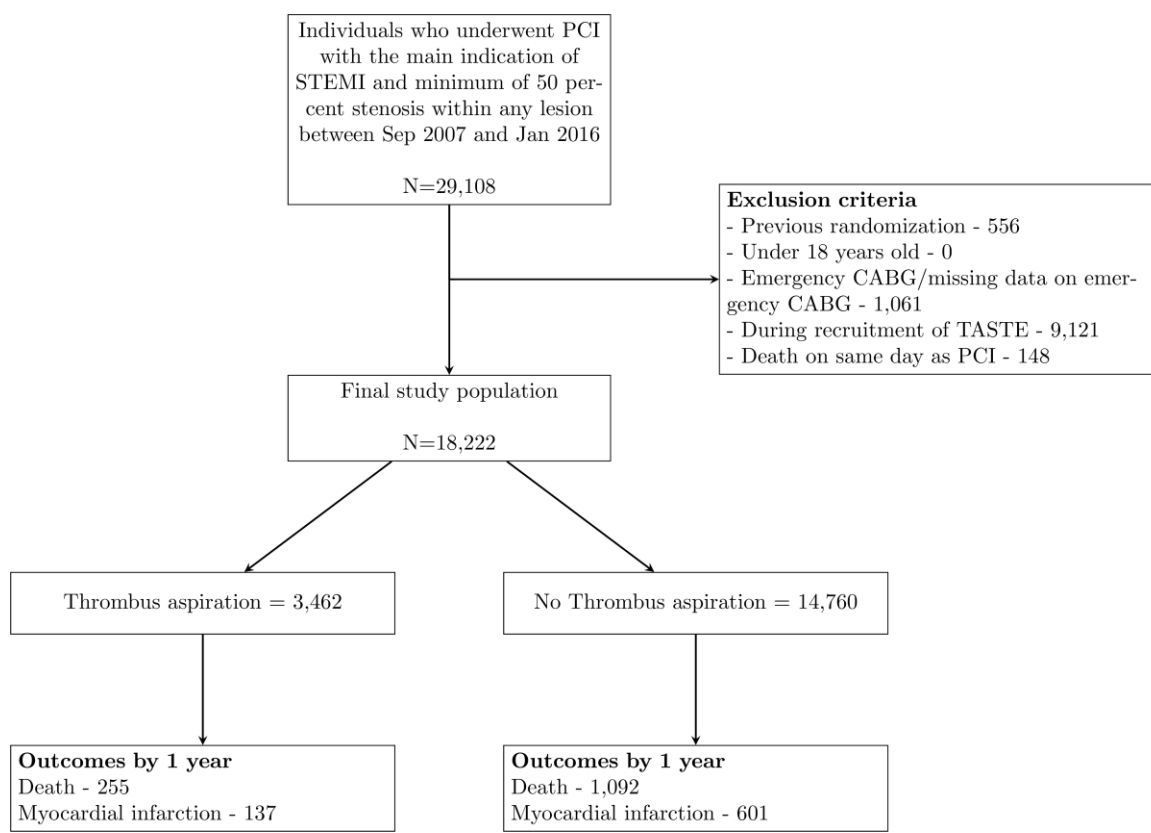 Individuals who underwent PCI
with the main indication of
STEMI and minimum of 50 per-
cent stenosis within any lesion
between Sep 2007 and Jan 2016
N=29,108
Exclusion criteria
- Previous randomization - 556
- Under 18 years old - 0
- Emergency CABG/missing data on emer-
gency CABG - 1,061
- During recruitment of TASTE - 9,121
- Death on same day as PCI - 148
Final study population
N=18,222
Thrombus aspiration = 3,462
No Thrombus aspiration = 14,760
Outcomes by 1 year
Death - 255
Myocardial infarction - 137
Outcomes by 1 year
Death - 1,092
Myocardial infarction - 601